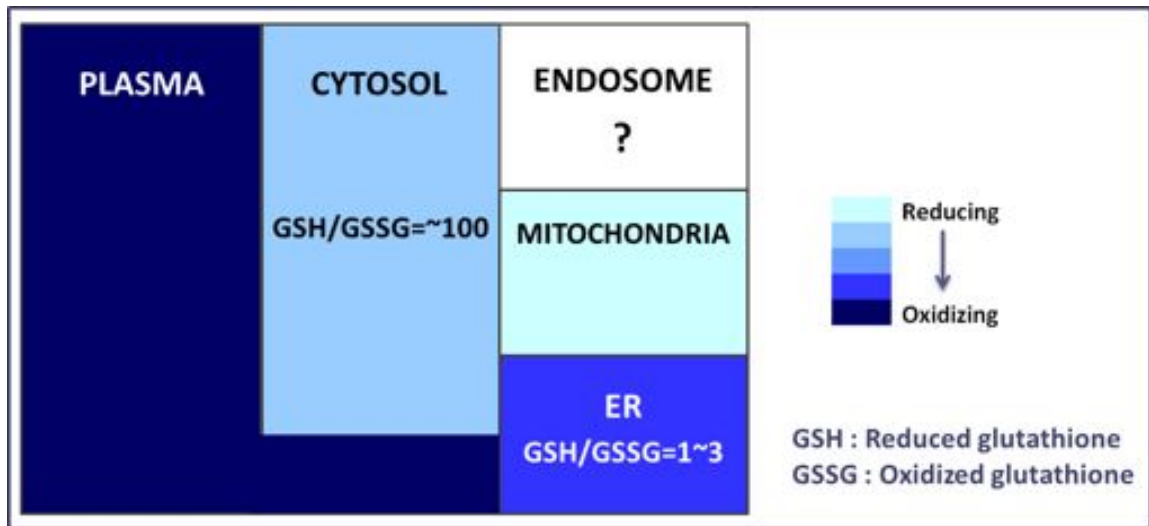 PLASMA
CYTOSOL
GSH/GSSG=~100
ENDOSOME
?
MITOCHONDRIA
ER
GSH/GSSG=1~3
Reducing
Oxidizing
GSH : Reduced glutathione
GSSG : Oxidized glutathione